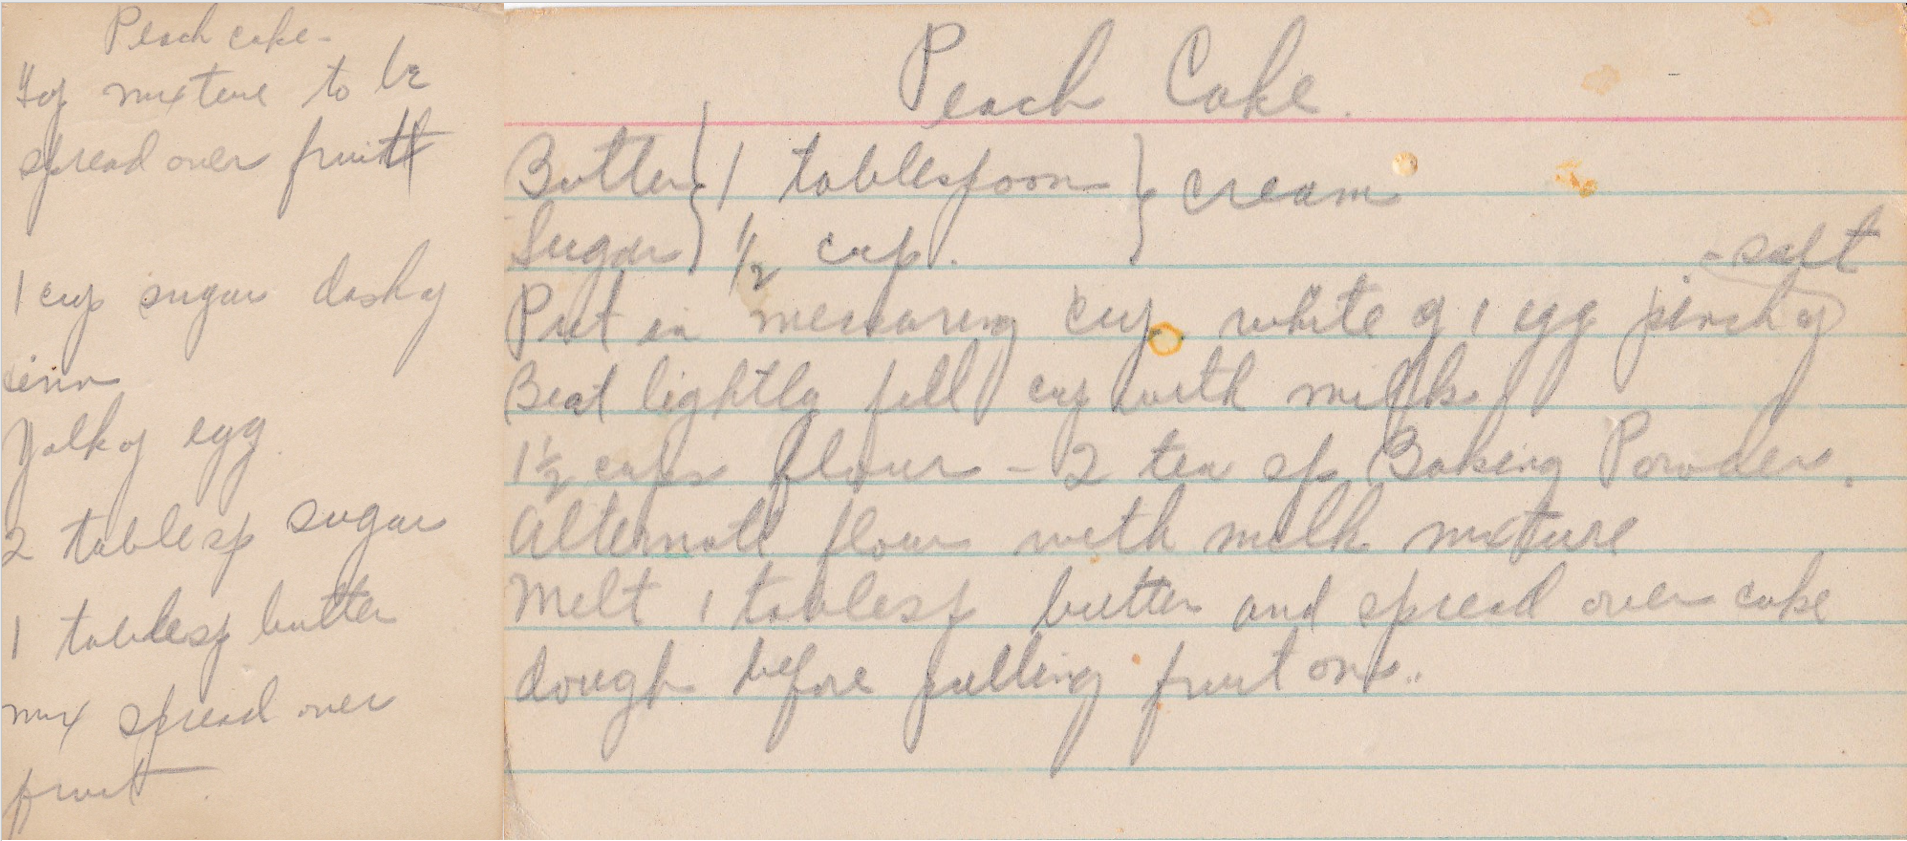 Peach cake-
of mixture to be
spread over fruit
1 cup sugar dash of
cinn
Yolk of egg.
2 tablesp sugar
1 tablesp butter
mix spread over
fruit.
Peach Cake.
Butter } 1 tablespoon } cream
Sugar } 1/2 cup.
- salt
Put in measuring cup white of 1 egg pinch of
Beat lightly fill cup with milk
1 1/2 cups flour - 2 tea sp Baking Powder.
Alternate flour with milk mixture
Melt 1 tablesp butter and spread over cake
dough before putting fruit on..